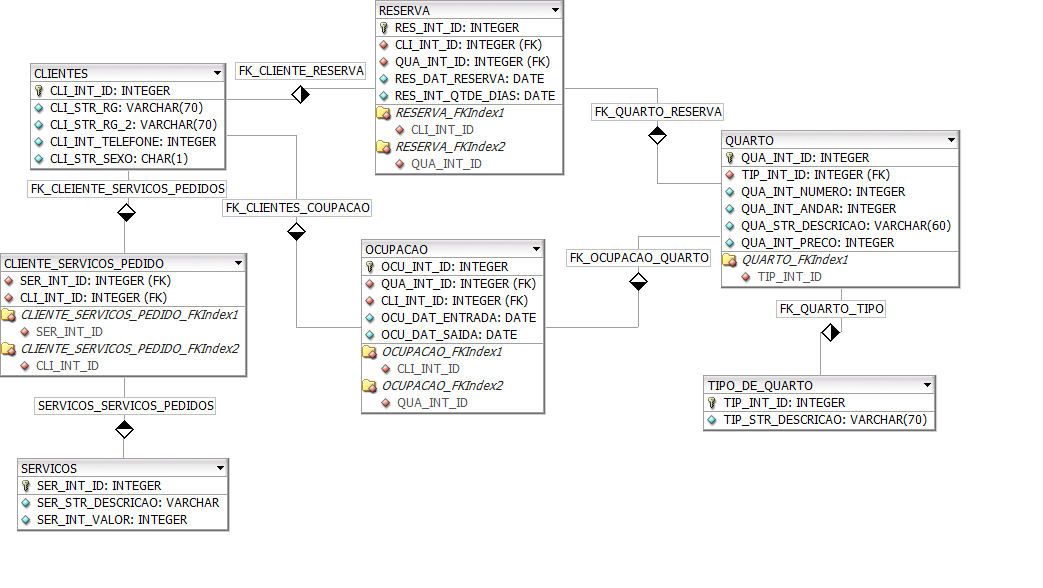 RESERVA
RES_INT_ID: INTEGER
CLI_INT_ID: INTEGER (FK)
QUA_INT_ID: INTEGER (FK)
RES_DAT_RESERVA: DATE
RES_INT_QTDE_DIAS: DATE
RESERVA_FKIndex1
CLI_INT_ID
RESERVA_FKIndex2
QUA_INT_ID
CLIENTES
CLI_INT_ID: INTEGER
CLI_STR_RG: VARCHAR(70)
CLI_STR_RG_2: VARCHAR(70)
CLI_INT_TELEFONE: INTEGER
CLI_STR_SEXO: CHAR(1)
FK_CLIENTE_RESERVA
FK_QUARTO_RESERVA
QUARTO
QUA_INT_ID: INTEGER
TIP_INT_ID: INTEGER (FK)
QUA_INT_NUMERO: INTEGER
QUA_INT_ANDAR: INTEGER
QUA_STR_DESCRICAO: VARCHAR(60)
QUA_INT_PRECO: INTEGER
QUARTO_FKIndex1
TIP_INT_ID
FK_CLEIENTE_SERVICOS_PEDIDOS
FK_CLIENTES_COUPACAO
CLIENTE_SERVICOS_PEDIDO
SER_INT_ID: INTEGER (FK)
CLI_INT_ID: INTEGER (FK)
CLIENTE_SERVICOS_PEDIDO_FKIndex1
SER_INT_ID
CLIENTE_SERVICOS_PEDIDO_FKIndex2
CLI_INT_ID
OCUPACAO
OCU_INT_ID: INTEGER
QUA_INT_ID: INTEGER (FK)
CLI_INT_ID: INTEGER (FK)
OCU_DAT_ENTRADA: DATE
OCU_DAT_SAIDA: DATE
OCUPACAO_FKIndex1
CLI_INT_ID
OCUPACAO_FKIndex2
QUA_INT_ID
FK_OCUPACAO_QUARTO
FK_QUARTO_TIPO
TIPO_DE_QUARTO
TIP_INT_ID: INTEGER
TIP_STR_DESCRICAO: VARCHAR(70)
SERVICOS_SERVICOS_PEDIDOS
SERVICOS
SER_INT_ID: INTEGER
SER_STR_DESCRICAO: VARCHAR
SER_INT_VALOR: INTEGER